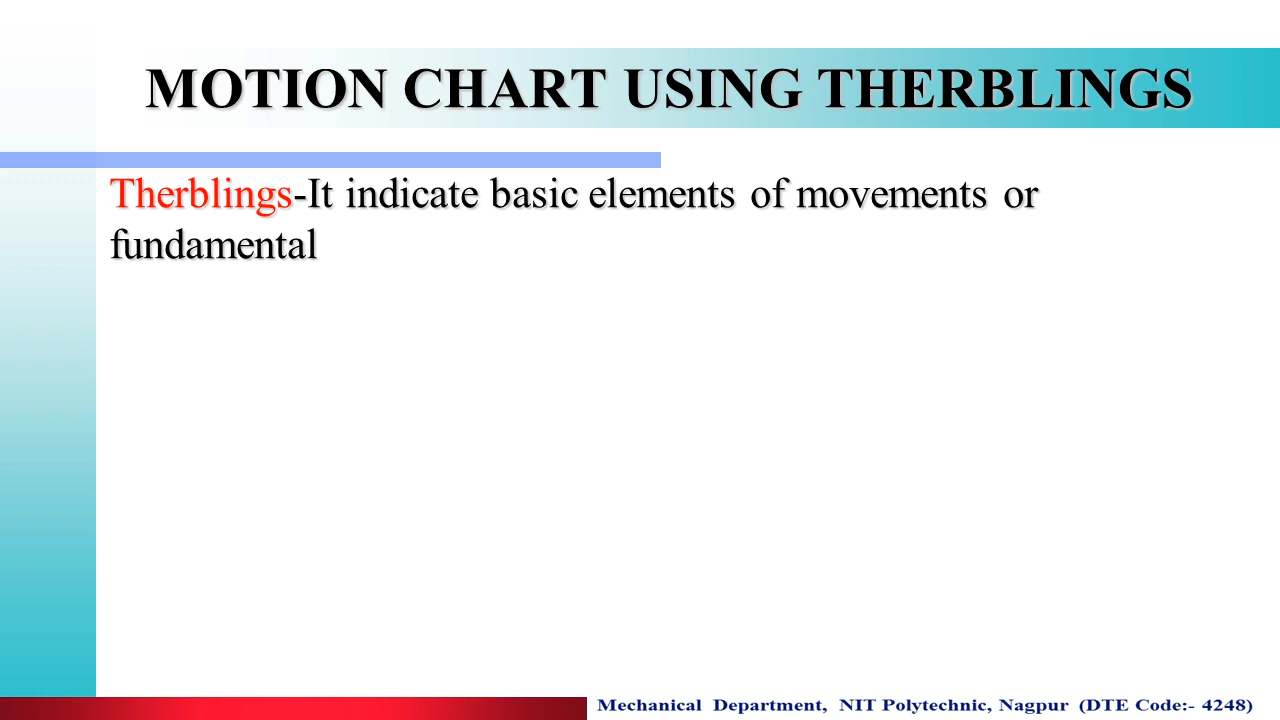 MOTION CHART USING THERBLINGS
Therblings-It indicate basic elements of movements or
fundamental
Mechanical Department, NIT Polytechnic, Nagpur (DTE Code:- 4248)